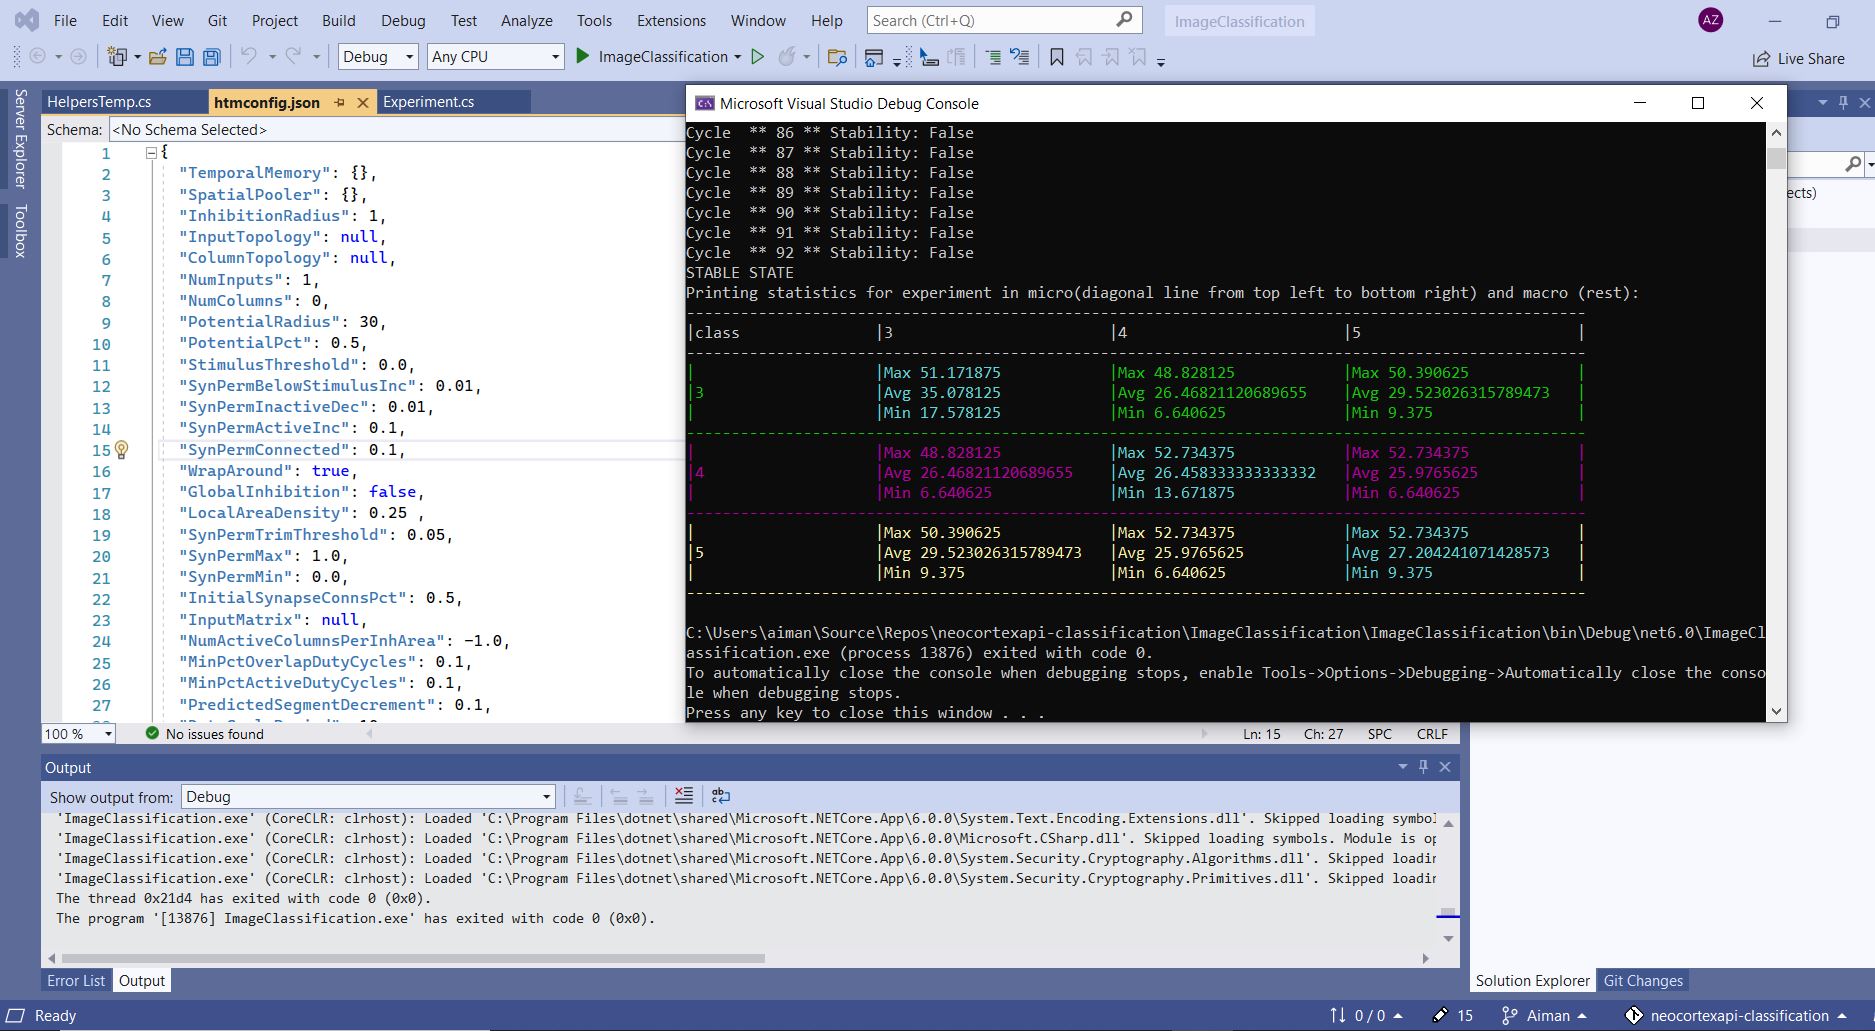 File Edit View Git Project Build Debug Test Analyze Tools Extensions Window Help Search (Ctrl+Q) ImageClassification AZ
Debug Any CPU ImageClassification Live Share
Server Explorer
Toolbox
HelpersTemp.cs htmconfig.json Experiment.cs
Schema: <No Schema Selected>
1 {
2 "TemporalMemory": {},
3 "SpatialPooler": {},
4 "InhibitionRadius": 1,
5 "InputTopology": null,
6 "ColumnTopology": null,
7 "NumInputs": 1,
8 "NumColumns": 0,
9 "PotentialRadius": 30,
10 "PotentialPct": 0.5,
11 "StimulusThreshold": 0.0,
12 "SynPermBelowStimulusInc": 0.01,
13 "SynPermInactiveDec": 0.01,
14 "SynPermActiveInc": 0.1,
15 "SynPermConnected": 0.1,
16 "WrapAround": true,
17 "GlobalInhibition": false,
18 "LocalAreaDensity": 0.25 ,
19 "SynPermTrimThreshold": 0.05,
20 "SynPermMax": 1.0,
21 "SynPermMin": 0.0,
22 "InitialSynapseConnsPct": 0.5,
23 "InputMatrix": null,
24 "NumActiveColumnsPerInhArea": -1.0,
25 "MinPctOverlapDutyCycles": 0.1,
26 "MinPctActiveDutyCycles": 0.1,
27 "PredictedSegmentDecrement": 0.1,
100 % No issues found Ln: 15 Ch: 27 SPC CRLF
Microsoft Visual Studio Debug Console
Cycle ** 86 ** Stability: False
Cycle ** 87 ** Stability: False
Cycle ** 88 ** Stability: False
Cycle ** 89 ** Stability: False
Cycle ** 90 ** Stability: False
Cycle ** 91 ** Stability: False
Cycle ** 92 ** Stability: False
STABLE STATE
Printing statistics for experiment in micro(diagonal line from top left to bottom right) and macro (rest):
|class |3 |4 |5 |
| |Max 51.171875 |Max 48.828125 |Max 50.390625 |
|3 |Avg 35.078125 |Avg 26.46821120689655 |Avg 29.523026315789473 |
| |Min 17.578125 |Min 6.640625 |Min 9.375 |
| |Max 48.828125 |Max 52.734375 |Max 52.734375 |
|4 |Avg 26.46821120689655 |Avg 26.458333333333332 |Avg 25.9765625 |
| |Min 6.640625 |Min 13.671875 |Min 6.640625 |
| |Max 50.390625 |Max 52.734375 |Max 52.734375 |
|5 |Avg 29.523026315789473 |Avg 25.9765625 |Avg 27.204241071428573 |
| |Min 9.375 |Min 6.640625 |Min 9.375 |
C:\Users\aiman\Source\Repos\neocortexapi-classification\ImageClassification\ImageClassification\bin\Debug\net6.0\ImageCl
assification.exe (process 13876) exited with code 0.
To automatically close the console when debugging stops, enable Tools->Options->Debugging->Automatically close the conso
le when debugging stops.
Press any key to close this window . . .
ects)
Output
Show output from: Debug
'ImageClassification.exe' (CoreCLR: clrhost): Loaded 'C:\Program Files\dotnet\shared\Microsoft.NETCore.App\6.0.0\System.Text.Encoding.Extensions.dll'. Skipped loading symbol
'ImageClassification.exe' (CoreCLR: clrhost): Loaded 'C:\Program Files\dotnet\shared\Microsoft.NETCore.App\6.0.0\Microsoft.CSharp.dll'. Skipped loading symbols. Module is op
'ImageClassification.exe' (CoreCLR: clrhost): Loaded 'C:\Program Files\dotnet\shared\Microsoft.NETCore.App\6.0.0\System.Security.Cryptography.Algorithms.dll'. Skipped loadin
'ImageClassification.exe' (CoreCLR: clrhost): Loaded 'C:\Program Files\dotnet\shared\Microsoft.NETCore.App\6.0.0\System.Security.Cryptography.Primitives.dll'. Skipped loadin
The thread 0x21d4 has exited with code 0 (0x0).
The program '[13876] ImageClassification.exe' has exited with code 0 (0x0).
Error List Output Solution Explorer Git Changes
Ready 0 / 0 15 Aiman neocortexapi-classification